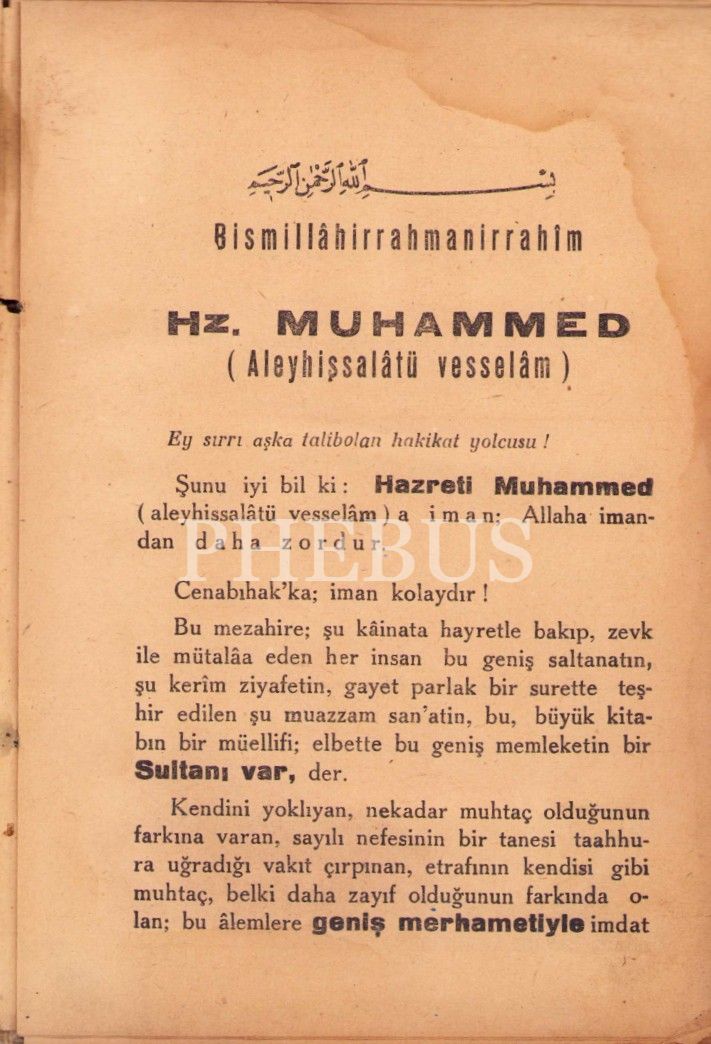 بسم الله الرحمن الرحيم
Bismillâhirrahmanirrahîm
Hz. MUHAMMED
( Aleyhissalâtü vesselâm )
Ey sırrı aşka talibolan hakikat yolcusu !
Şunu iyi bil ki : Hazreti Muhammed
( aleyhissalâtü vesselâm ) a iman; Allaha iman-
dan daha zordur.
PHEBUS
Cenabıhak'ka; iman kolaydır !
Bu mezahire; şu kâinata hayretle bakıp, zevk
ile mütalâa eden her insan bu geniş saltanatın,
şu kerîm ziyafetin, gayet parlak bir surette teş-
hir edilen şu muazzam san'atin, bu, büyük kita-
bın bir müellifi; elbette bu geniş memleketin bir
Sultanı var, der.
Kendini yoklıyan, nekadar muhtaç olduğunun
farkına varan, sayılı nefesinin bir tanesi taahhu-
ra uğradığı vakıt çırpınan, etrafının kendisi gibi
muhtaç, belki daha zayıf olduğunun farkında o-
lan; bu âlemlere geniş merhametiyle imdat